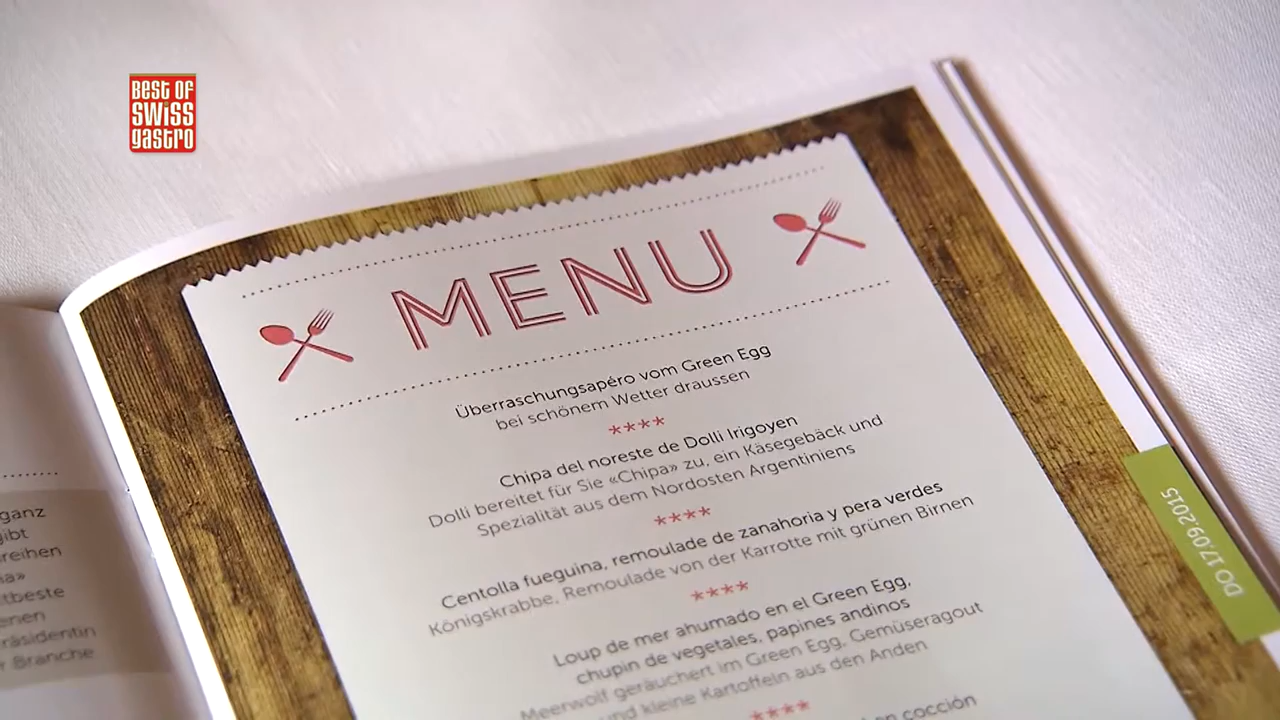 BEST OF
SWISS
gastro
MENU
Überraschungsapéro vom Green Egg
bei schönem Wetter draussen
****
Chipa del noreste de Dolli Irigoyen
Dolli bereitet für Sie «Chipa» zu, ein Käsegebäck und
Spezialität aus dem Nordosten Argentiniens
****
Centolla fueguina, remoulade de zanahoria y pera verdes
Königskrabbe, Remoulade von der Karrotte mit grünen Birnen
****
Loup de mer ahumado en el Green Egg,
chupin de vegetales, papines andinos
Meerwolf geräuchert im Green Egg, Gemüseragout
und kleine Kartoffeln aus den Anden
****
en cocción
DO 17.09.2015
ganz
gibt
reihen
enen
räsidentin
r Branche